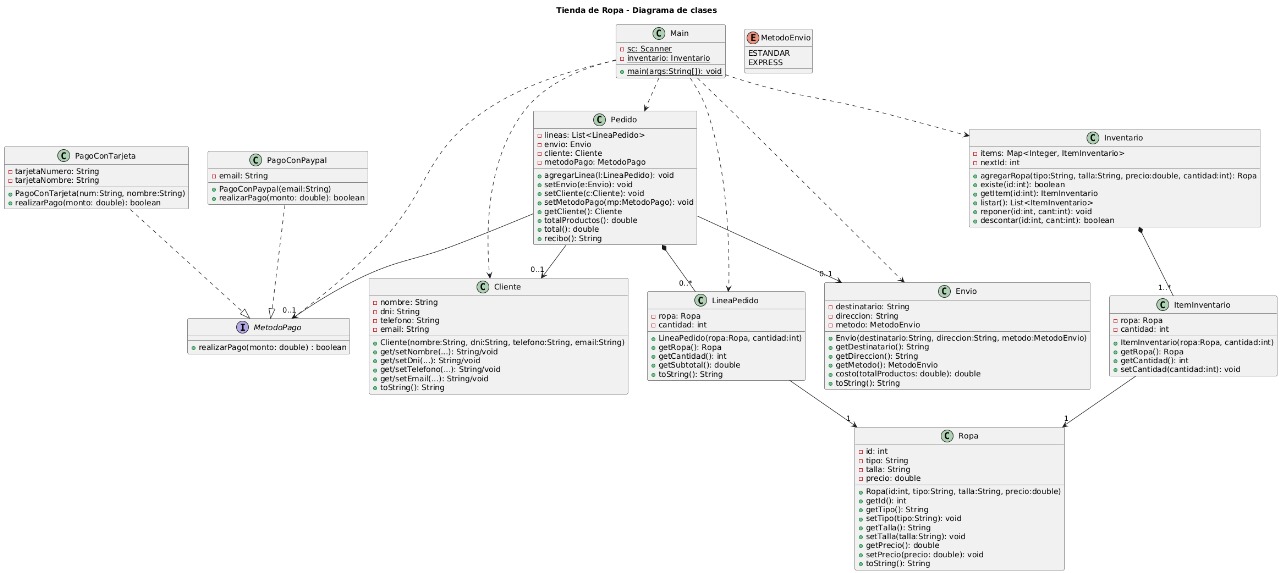 Tienda de Ropa - Diagrama de clases
C Main
sc: Scanner
inventario: Inventario
main(args:String[]): void
E MetodoEnvio
ESTANDAR
EXPRESS
C Pedido
lineas: List<LineaPedido>
envio: Envio
cliente: Cliente
metodoPago: MetodoPago
agregarLinea(l:LineaPedido): void
setEnvio(e:Envio): void
setCliente(c:Cliente): void
setMetodoPago(mp:MetodoPago): void
getCliente(): Cliente
totalProductos(): double
total(): double
recibo(): String
C Inventario
items: Map<Integer, ItemInventario>
nextId: int
agregarRopa(tipo:String, talla:String, precio:double, cantidad:int): Ropa
existe(id:int): boolean
getItem(id:int): ItemInventario
listar(): List<ItemInventario>
reponer(id:int, cant:int): void
descontar(id:int, cant:int): boolean
C PagoConTarjeta
tarjetaNumero: String
tarjetaNombre: String
PagoConTarjeta(num:String, nombre:String)
realizarPago(monto: double): boolean
C PagoConPaypal
email: String
PagoConPaypal(email:String)
realizarPago(monto: double): boolean
0..1
0..1
0..*
0..1
1..*
I MetodoPago
realizarPago(monto: double) : boolean
C Cliente
nombre: String
dni: String
telefono: String
email: String
Cliente(nombre:String, dni:String, telefono:String, email:String)
get/setNombre(...): String/void
get/setDni(...): String/void
get/setTelefono(...): String/void
get/setEmail(...): String/void
toString(): String
C LineaPedido
ropa: Ropa
cantidad: int
LineaPedido(ropa:Ropa, cantidad:int)
getRopa(): Ropa
getCantidad(): int
getSubtotal(): double
toString(): String
C Envio
destinatario: String
direccion: String
metodo: MetodoEnvio
Envio(destinatario:String, direccion:String, metodo:MetodoEnvio)
getDestinatario(): String
getDireccion(): String
getMetodo(): MetodoEnvio
costo(totalProductos: double): double
toString(): String
C ItemInventario
ropa: Ropa
cantidad: int
ItemInventario(ropa:Ropa, cantidad:int)
getRopa(): Ropa
getCantidad(): int
setCantidad(cantidad:int): void
1
1
C Ropa
id: int
tipo: String
talla: String
precio: double
Ropa(id:int, tipo:String, talla:String, precio:double)
getId(): int
getTipo(): String
setTipo(tipo:String): void
getTalla(): String
setTalla(talla:String): void
getPrecio(): double
setPrecio(precio: double): void
toString(): String